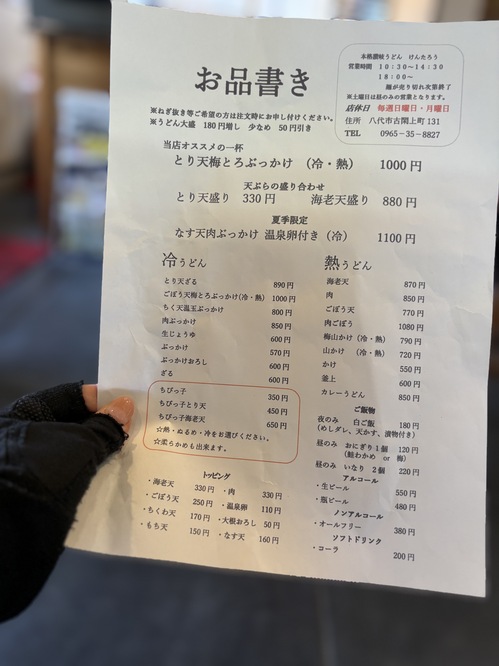 お品書き
本格讃岐うどん けんたろう
営業時間 10:30~14:30
18:00~
麺が売り切れ次第終了
※土曜日は昼のみの営業となります。
店休日 毎週日曜日・月曜日
住所 八代市古閑上町131
TEL 0965-35-8827
※ねぎ抜き等ご希望の方は注文時にお申し付けください。
※うどん大盛 180円増し 少なめ 50円引き
当店オススメの一杯
とり天梅とろぶっかけ (冷・熱) 1000円
天ぷらの盛り合わせ
とり天盛り 330円 海老天盛り 880円
夏季限定
なす天肉ぶっかけ 温泉卵付き(冷) 1100円
冷うどん
とり天ざる 890円
ごぼう天梅とろぶっかけ(冷・熱) 1000円
ちく天温玉ぶっかけ 800円
肉ぶっかけ 850円
生じょうゆ 600円
ぶっかけ 570円
ぶっかけおろし 600円
ざる 600円
ちびっ子 350円
ちびっ子とり天 450円
ちびっ子海老天 650円
☆熱・ぬるめ・冷をお選びください。
☆柔らかめも出来ます。
トッピング
・海老天 330円 ・肉 330円
・ごぼう天 250円 ・温泉卵 110円
・ちくわ天 170円 ・大根おろし 50円
・もち天 150円 ・なす天 160円
熱うどん
海老天 870円
肉 850円
ごぼう天 770円
肉ごぼう 1080円
梅山かけ(冷・熱) 790円
山かけ (冷・熱) 720円
かけ 550円
釜上 600円
カレーうどん 850円
ご飯物
夜のみ 白ご飯 180円
(めしダレ、天かす、漬物付き)
昼のみ おにぎり1個 120円
(鮭わかめ or 梅)
昼のみ いなり 2個 220円
アルコール
・生ビール 550円
・瓶ビール 480円
ノンアルコール
・オールフリー 380円
ソフトドリンク
・コーラ 200円